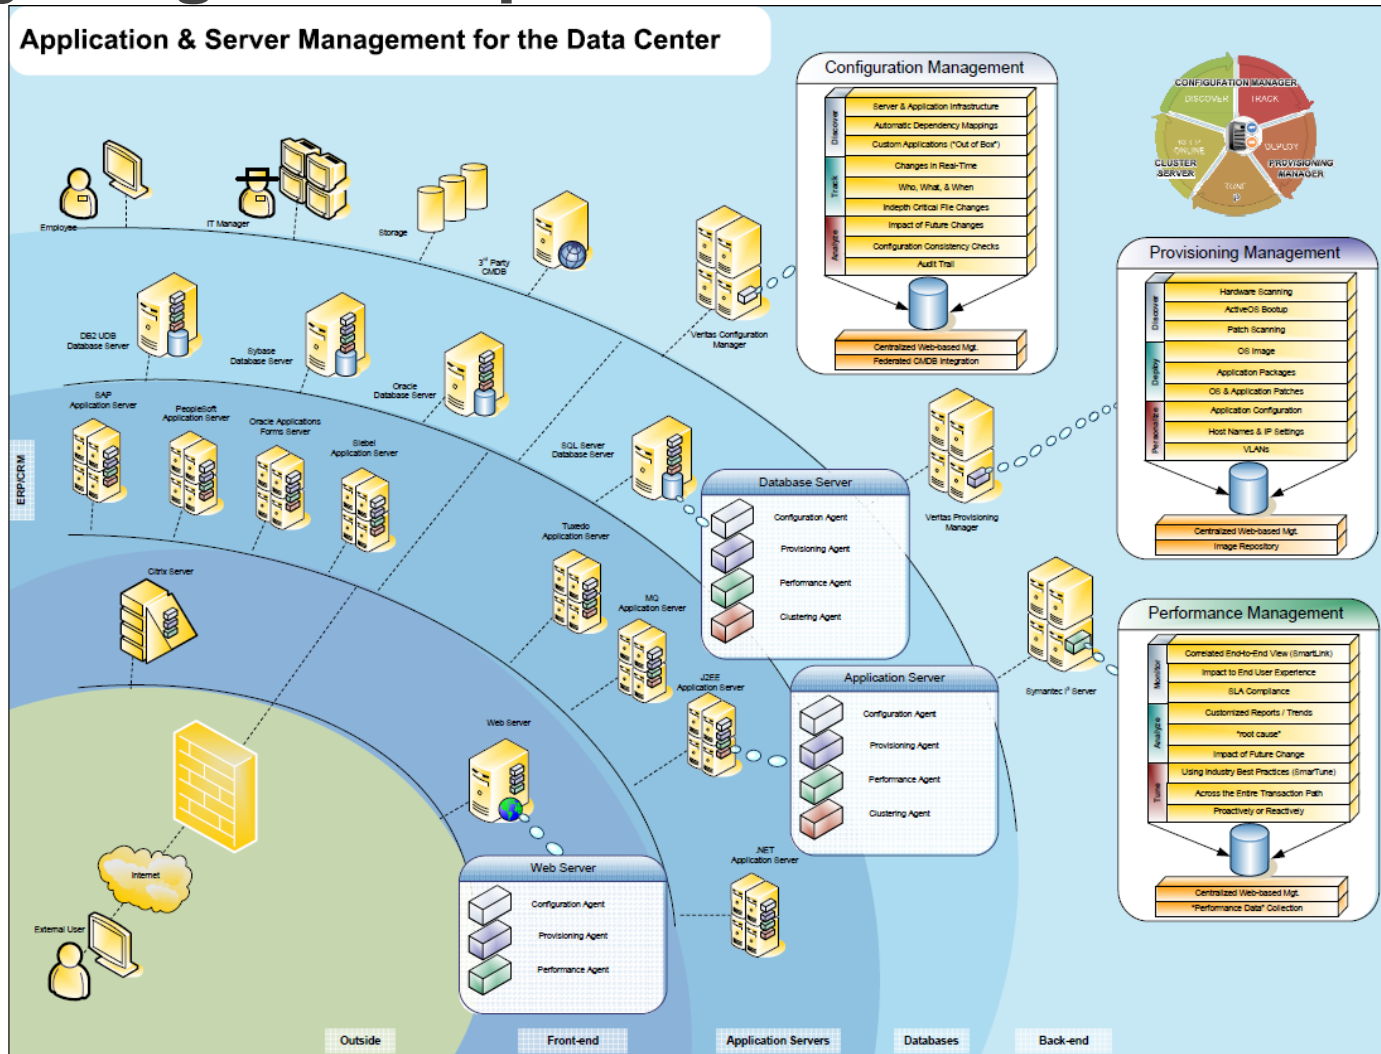 Application & Server Management for the Data Center
Configuration Management
Discover
Server & Application Infrastructure
Automatic Dependency Mappings
Custom Applications ("Out of Box")
Track
Changes in Real-Time
Who, What, & When
Indepth Critical File Changes
Analyze
Impact of Future Changes
Configuration Consistency Checks
Audit Trail
Centralized Web-based Mgt.
Federated CMDB Integration
CONFIGURATION MANAGER
DISCOVER
TRACK
ONLINE
DEPLOY
CLUSTER
SERVER
PROVISIONING
MANAGER
TUNE
Employee
IT Manager
Storage
3rd Party
CMDB
Veritas Configuration
Manager
Provisioning Management
Discover
Hardware Scanning
ActiveOS Bootup
Patch Scanning
Deploy
OS Image
Application Packages
OS & Application Patches
Personalize
Application Configuration
Host Names & IP Settings
VLANs
Centralized Web-based Mgt.
Image Repository
DB2 UDB
Database Server
Sybase
Database Server
Oracle
Database Server
SQL Server
Database Server
Veritas Provisioning
Manager
ERP/CRM
SAP
Application Server
PeopleSoft
Application Server
Oracle Applications
Forms Server
Siebel
Application Server
Database Server
Configuration Agent
Provisioning Agent
Performance Agent
Clustering Agent
Tuxedo
Application Server
MQ
Application Server
J2EE
Application Server
Citrix Server
Symantec i3 Server
Performance Management
Monitor
Correlated End-to-End View (SmartLink)
Impact to End User Experience
SLA Compliance
Analyze
Customized Reports / Trends
"root cause"
Impact of Future Change
Tune
Using Industry Best Practices (SmarTune)
Across the Entire Transaction Path
Proactively or Reactively
Centralized Web-based Mgt.
"Performance Data" Collection
Application Server
Configuration Agent
Provisioning Agent
Performance Agent
Clustering Agent
Web Server
Web Server
Configuration Agent
Provisioning Agent
Performance Agent
.NET
Application Server
Internet
External User
Outside
Front-end
Application Servers
Databases
Back-end